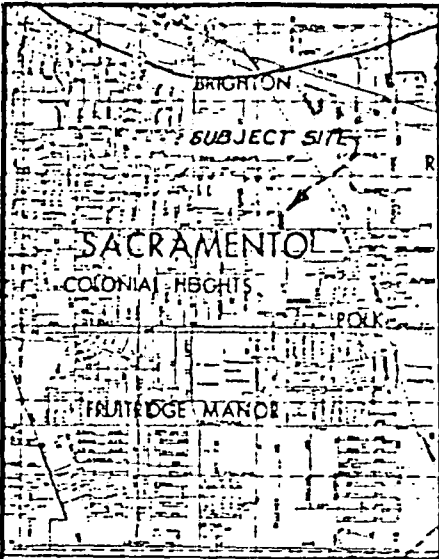 BRIGHTON
SUBJECT SITE
R
SACRAMENTO
COLONIAL HEIGHTS
POLK
FRUITRIDGE MANOR